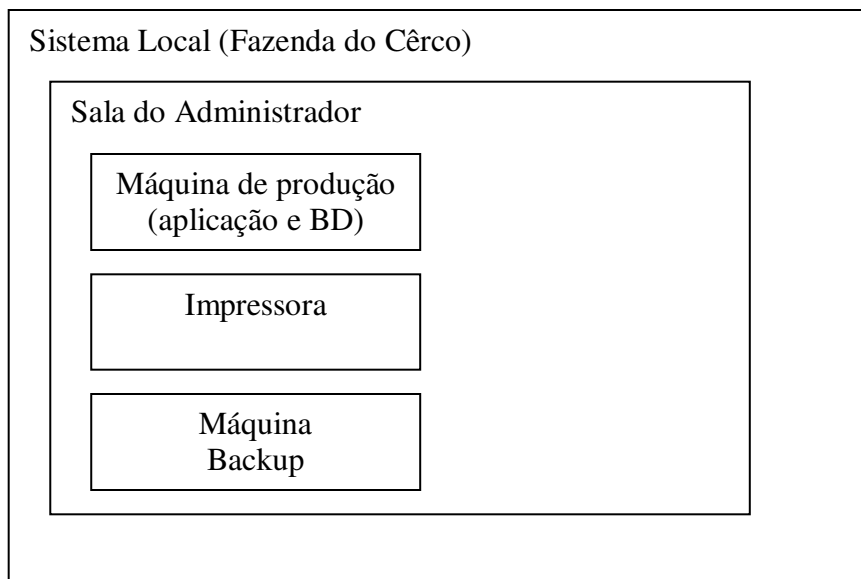 Sistema Local (Fazenda do Cêrco)
Sala do Administrador
Máquina de produção
(aplicação e BD)
Impressora
Máquina
Backup